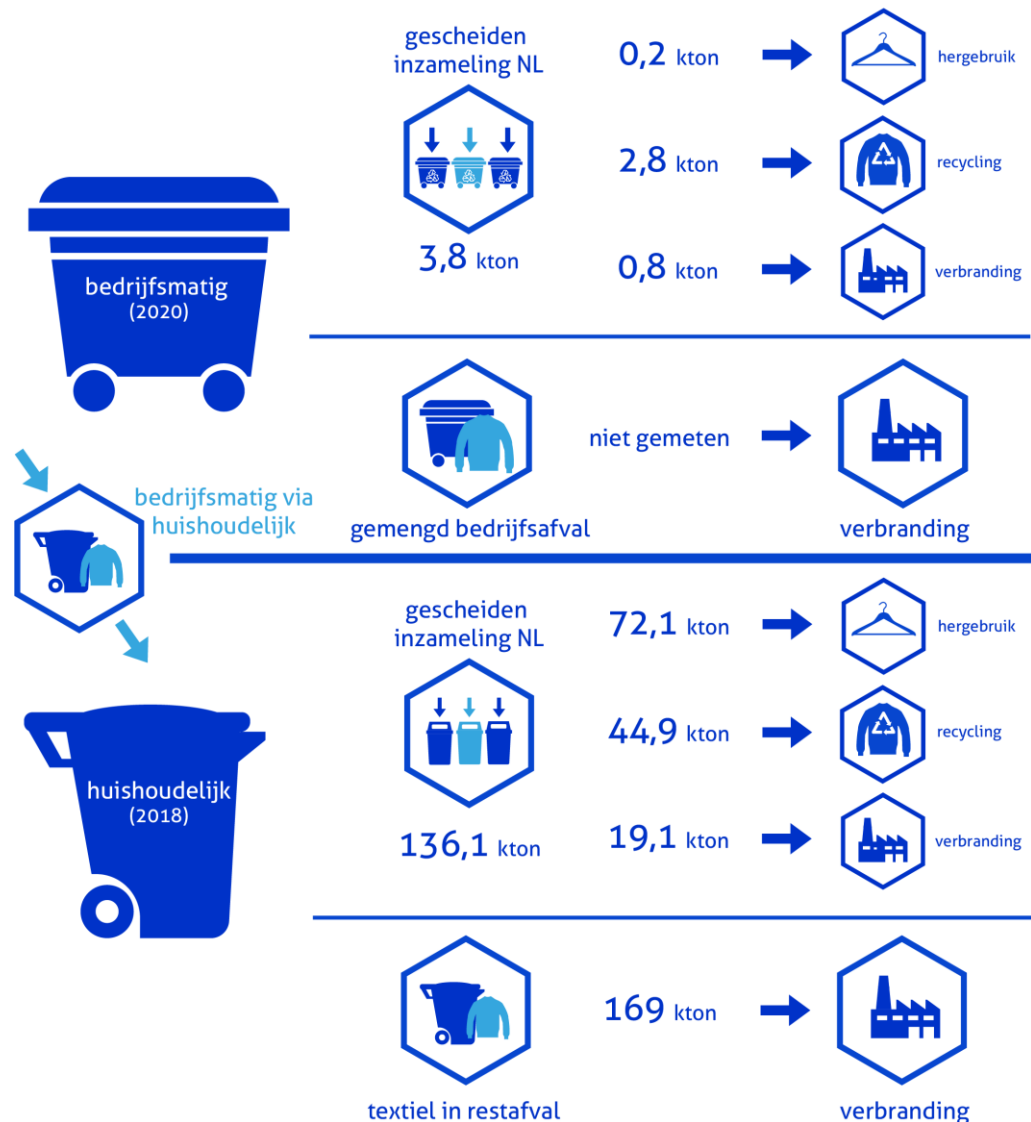 gescheiden
inzameling NL
3,8 kton
0,2 kton
hergebruik
2,8 kton
recycling
0,8 kton
verbranding
bedrijfsmatig
(2020)
gemengd bedrijfsafval
niet gemeten
verbranding
bedrijfsmatig via
huishoudelijk
gescheiden
inzameling NL
136,1 kton
72,1 kton
hergebruik
44,9 kton
recycling
19,1 kton
verbranding
huishoudelijk
(2018)
textiel in restafval
169 kton
verbranding